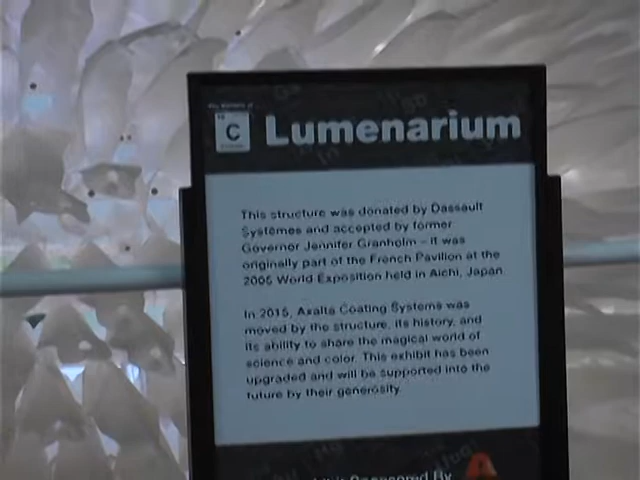 C Lumenarium
This structure was donated by Dassault
Systèmes and accepted by former
Governor Jennifer Granholm – it was
originally part of the French Pavilion at the
2005 World Exposition held in Aichi, Japan.
In 2015, Axalta Coating Systems was
moved by the structure, its history, and
its ability to share the magical world of
science and color. This exhibit has been
upgraded and will be supported into the
future by their generosity.
Sponsored By